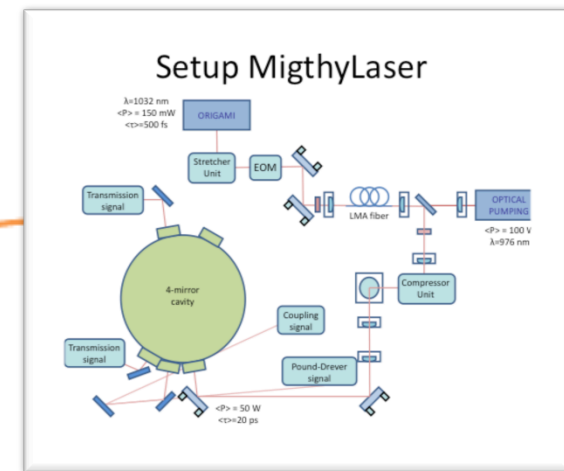 Setup MigthyLaser
λ=1032 nm
<P> = 150 mW
<τ>=500 fs
ORIGAMI
Stretcher
Unit
EOM
Transmission
signal
LMA fiber
OPTICAL
PUMPING
<P> = 100 W
λ=976 nm
4-mirror
cavity
Compressor
Unit
Coupling
signal
Transmission
signal
Pound-Drever
signal
<P> = 50 W
<τ>=20 ps